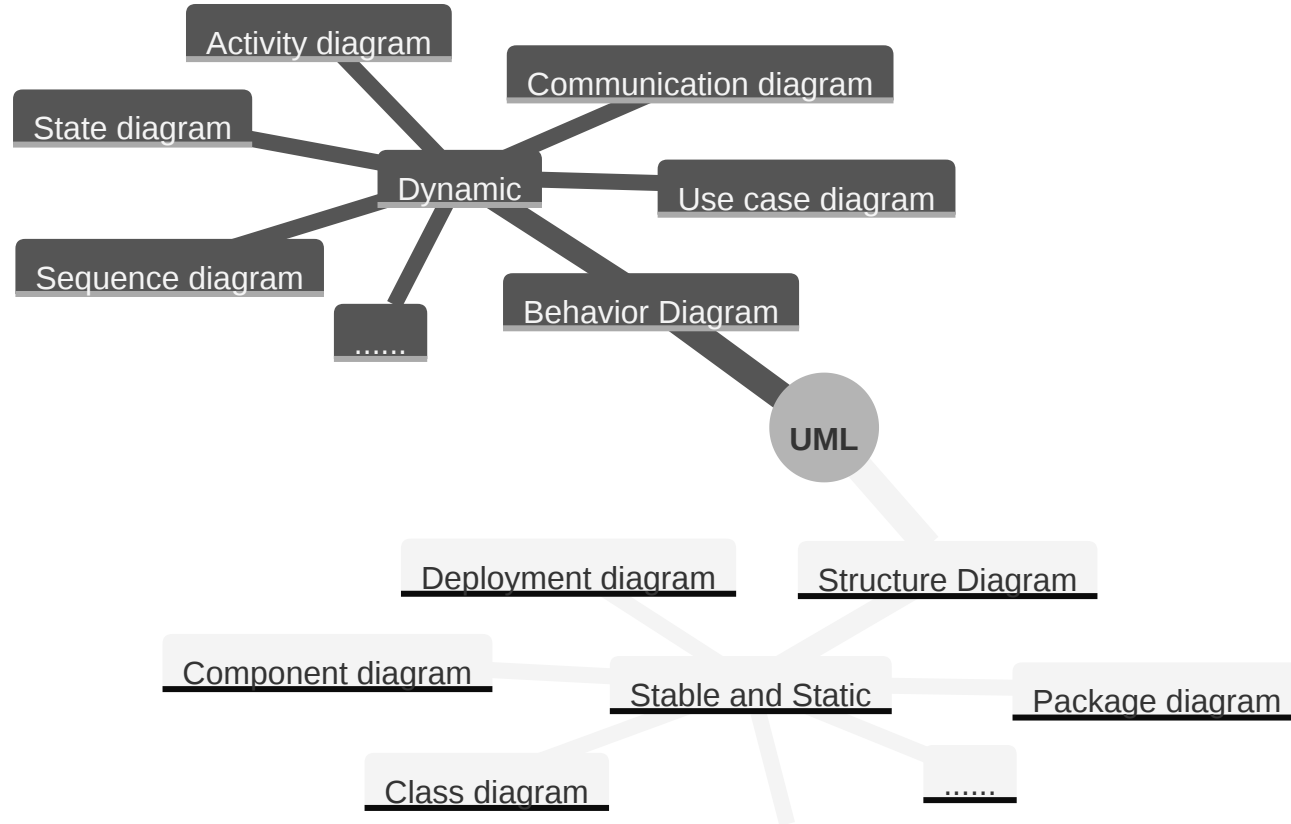 Activity diagram
Communication diagram
State diagram
Dynamic
Use case diagram
Sequence diagram
Behavior Diagram
......
UML
Deployment diagram
Structure Diagram
Component diagram
Stable and Static
Package diagram
Class diagram
......